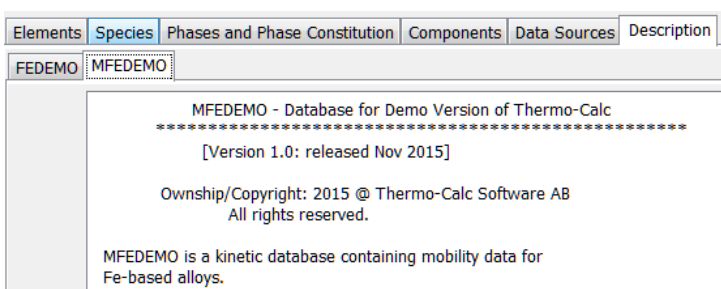 Elements Species Phases and Phase Constitution Components Data Sources Description
FEDEMO MFEDEMO
MFEDEMO - Database for Demo Version of Thermo-Calc
******************************************************
[Version 1.0: released Nov 2015]
Ownship/Copyright: 2015 @ Thermo-Calc Software AB
All rights reserved.
MFEDEMO is a kinetic database containing mobility data for
Fe-based alloys.